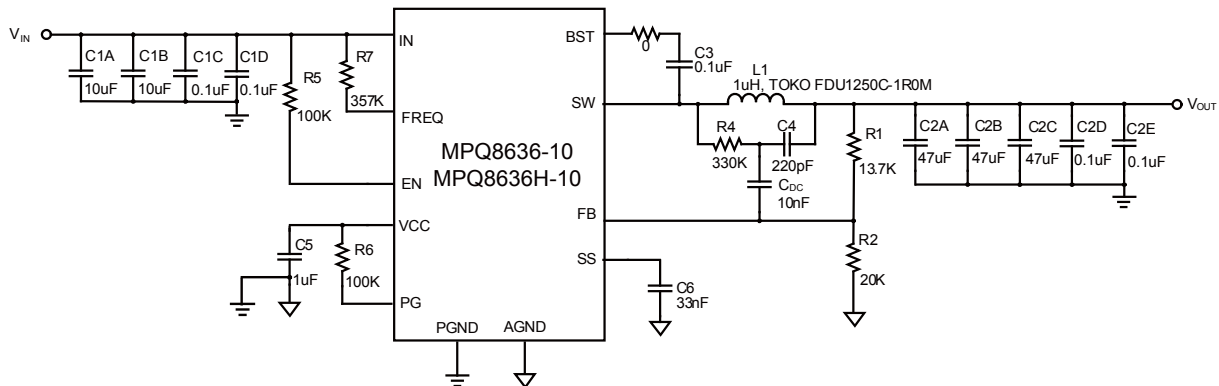 V_IN
C1A
10uF
C1B
10uF
C1C
0.1uF
C1D
0.1uF
R5
100K
R7
357K
IN
FREQ
EN
VCC
PG
PGND
AGND
BST
SW
FB
SS
MPQ8636-10
MPQ8636H-10
C5
1uF
R6
100K
0
C3
0.1uF
L1
1uH, TOKO FDU1250C-1R0M
R4
330K
C4
220pF
C_DC
10nF
R1
13.7K
R2
20K
C6
33nF
C2A
47uF
C2B
47uF
C2C
47uF
C2D
0.1uF
C2E
0.1uF
V_OUT